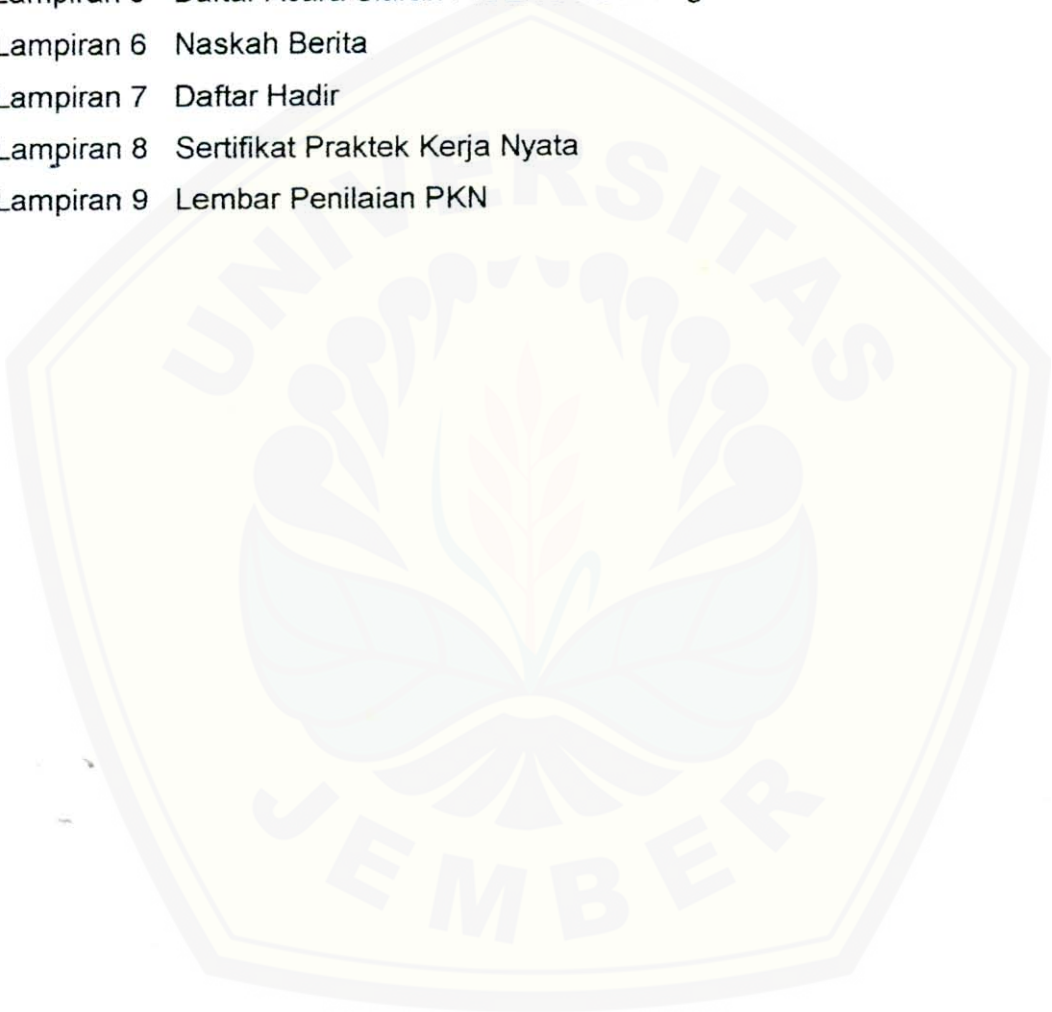 Lampiran 6 Naskah Berita
Lampiran 7 Daftar Hadir
Lampiran 8 Sertifikat Praktek Kerja Nyata
Lampiran 9 Lembar Penilaian PKN
UNIVERSITAS
JEMBER